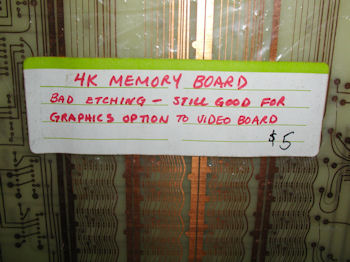 4K MEMORY BOARD
BAD ETCHING – STILL GOOD FOR
GRAPHICS OPTION TO VIDEO BOARD
$5